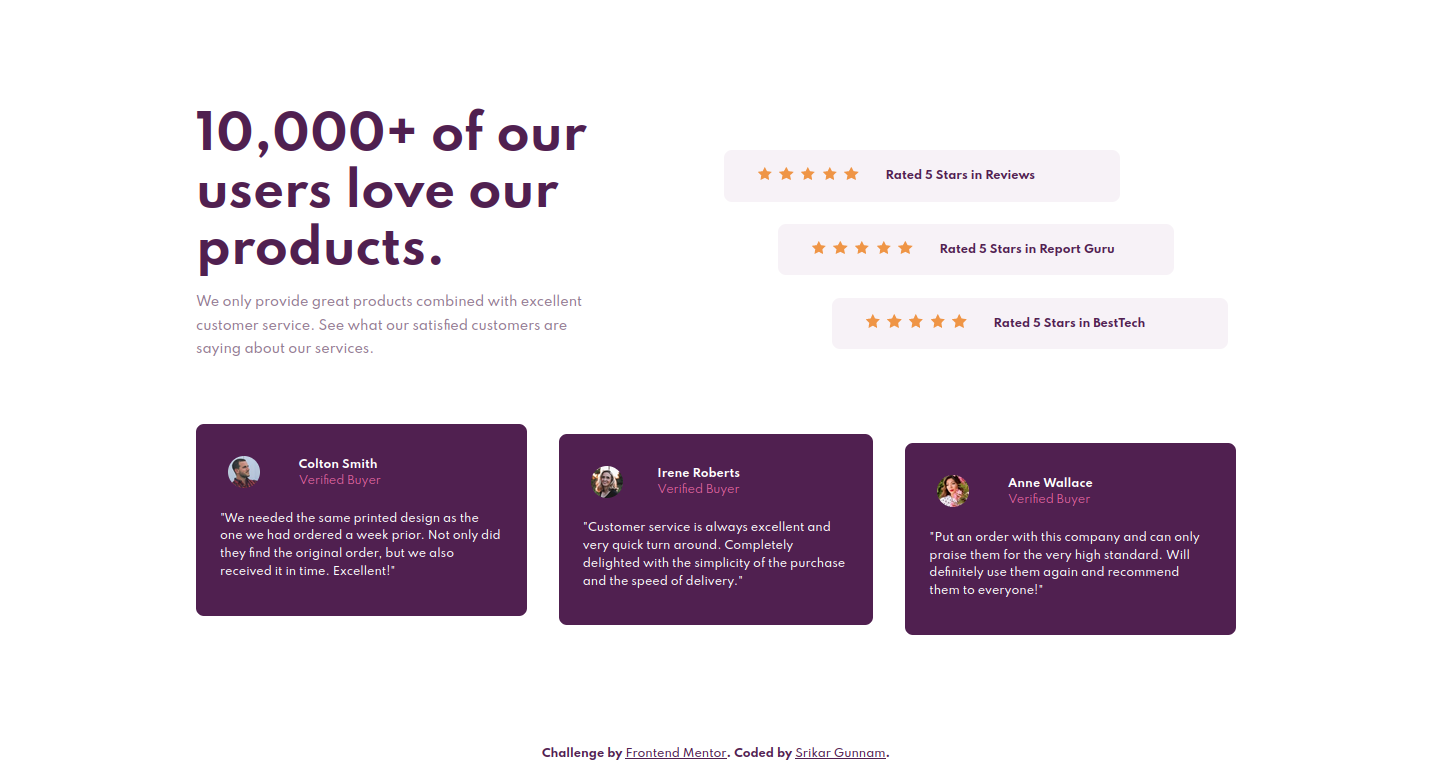 10,000+ of our
users love our
products.
We only provide great products combined with excellent
customer service. See what our satisfied customers are
saying about our services.
Rated 5 Stars in Reviews
Rated 5 Stars in Report Guru
Rated 5 Stars in BestTech
Colton Smith
Verified Buyer
"We needed the same printed design as the
one we had ordered a week prior. Not only did
they find the original order, but we also
received it in time. Excellent!"
Irene Roberts
Verified Buyer
"Customer service is always excellent and
very quick turn around. Completely
delighted with the simplicity of the purchase
and the speed of delivery."
Anne Wallace
Verified Buyer
"Put an order with this company and can only
praise them for the very high standard. Will
definitely use them again and recommend
them to everyone!"
Challenge by Frontend Mentor. Coded by Srikar Gunnam.